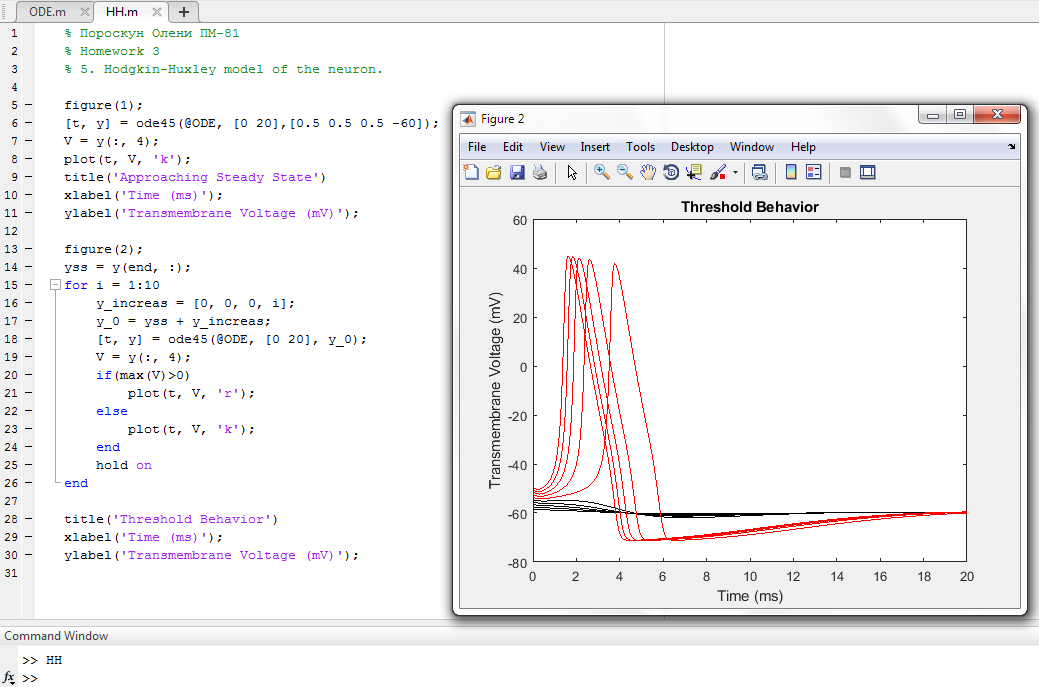 ODE.m HH.m
1 % Пороскун Олени ПМ-81
2 % Homework 3
3 % 5. Hodgkin-Huxley model of the neuron.
4
5 figure(1);
6 [t, y] = ode45(@ODE, [0 20],[0.5 0.5 0.5 -60]);
7 V = y(:, 4);
8 plot(t, V, 'k');
9 title('Approaching Steady State')
10 xlabel('Time (ms)');
11 ylabel('Transmembrane Voltage (mV)');
12
13 figure(2);
14 yss = y(end, :);
15 for i = 1:10
16 y_increas = [0, 0, 0, i];
17 y_0 = yss + y_increas;
18 [t, y] = ode45(@ODE, [0 20], y_0);
19 V = y(:, 4);
20 if(max(V)>0)
21 plot(t, V, 'r');
22 else
23 plot(t, V, 'k');
24 end
25 hold on
26 end
27
28 title('Threshold Behavior')
29 xlabel('Time (ms)');
30 ylabel('Transmembrane Voltage (mV)');
31
Figure 2
File Edit View Insert Tools Desktop Window Help
Threshold Behavior
Transmembrane Voltage (mV)
60
40
20
0
-20
-40
-60
-80
0 2 4 6 8 10 12 14 16 18 20
Time (ms)
Command Window
>> HH
fx >>